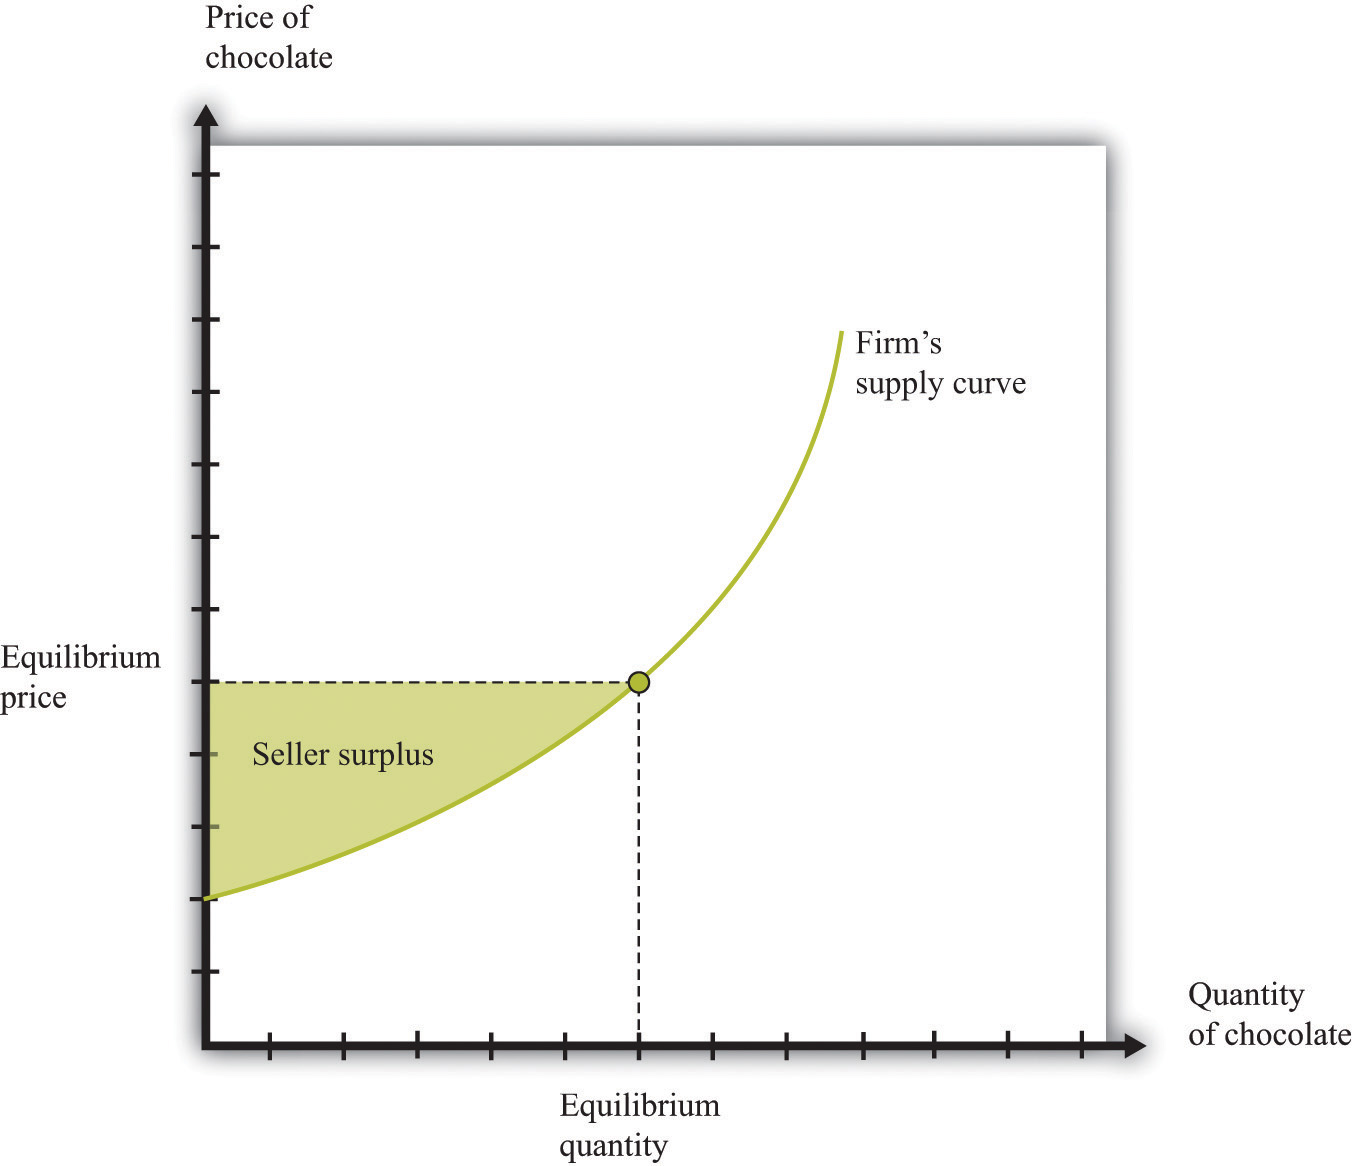 Price of
chocolate
Firm’s
supply curve
Equilibrium
price
Seller surplus
Quantity
of chocolate
Equilibrium
quantity